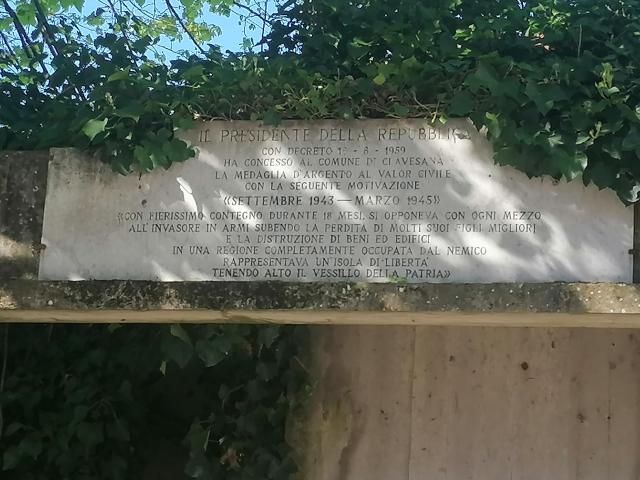 IL PRESIDENTE DELLA REPUBBLICA
CON DECRETO - 8 - 1959
HA CONCESSO AL COMUNE DI CLAVESANA
LA MEDAGLIA D'ARGENTO AL VALOR CIVILE
CON LA SEGUENTE MOTIVAZIONE
«SETTEMBRE 1943 — MARZO 1945»
«CON FIERISSIMO CONTEGNO DURANTE 18 MESI, SI OPPONEVA CON OGNI MEZZO
ALL'INVASORE IN ARMI SUBENDO LA PERDITA DI MOLTI SUOI FIGLI MIGLIORI
E LA DISTRUZIONE DI BENI ED EDIFICI
IN UNA REGIONE COMPLETAMENTE OCCUPATA DAL NEMICO
RAPPRESENTAVA UN'ISOLA DI LIBERTA'
TENENDO ALTO IL VESSILLO DELLA PATRIA»